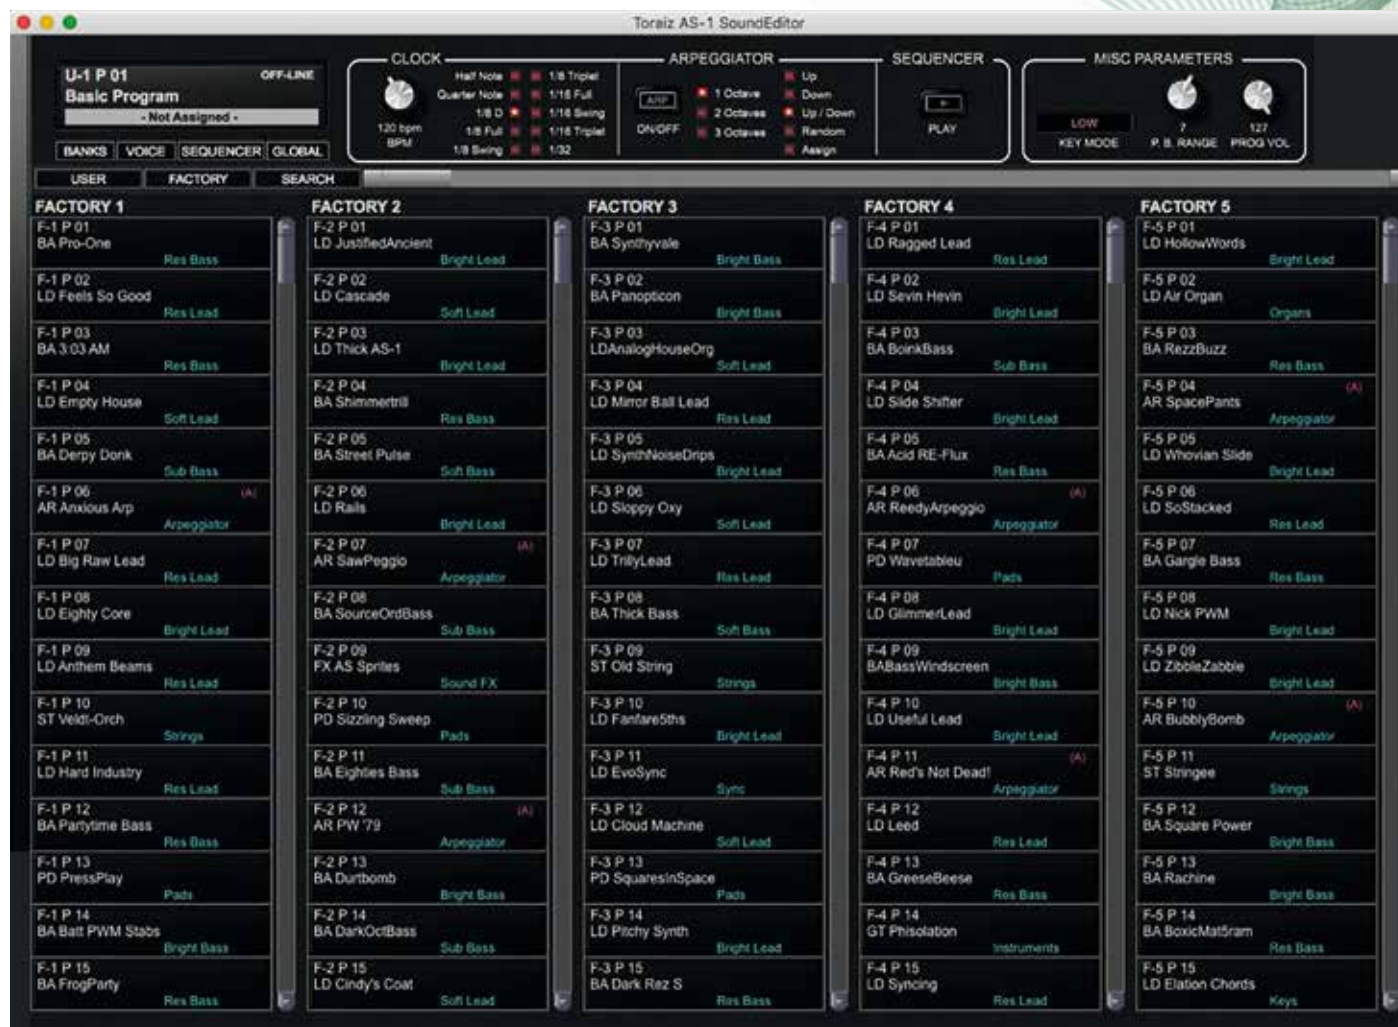 Toraiz AS-1 SoundEditor
U-1 P 01 OFF-LINE
Basic Program
- Not Assigned -
BANKS VOICE SEQUENCER GLOBAL
CLOCK
120 bpm
BPM
Half Note 1/8 Triplet
Quarter Note 1/16 Full
1/8 D 1/16 Swing
1/8 Full 1/16 Triplet
1/8 Swing 1/32
ARPEGGIATOR
ARP
ON/OFF
1 Octave
2 Octaves
3 Octaves
Up
Down
Up / Down
Random
Assign
SEQUENCER
PLAY
MISC PARAMETERS
LOW
KEY MODE
7
P. B. RANGE
127
PROG VOL
USER FACTORY SEARCH
FACTORY 1
F-1 P 01
BA Pro-One
Res Bass
F-1 P 02
LD Feels So Good
Res Lead
F-1 P 03
BA 3:03 AM
Res Bass
F-1 P 04
LD Empty House
Soft Lead
F-1 P 05
BA Derpy Donk
Sub Bass
F-1 P 06 (A)
AR Anxious Arp
Arpeggiator
F-1 P 07
LD Big Raw Lead
Res Lead
F-1 P 08
LD Eighty Core
Bright Lead
F-1 P 09
LD Anthem Beams
Res Lead
F-1 P 10
ST Veldt-Orch
Strings
F-1 P 11
LD Hard Industry
Res Lead
F-1 P 12
BA Partytime Bass
Res Bass
F-1 P 13
PD PressPlay
Pads
F-1 P 14
BA Batt PWM Stabs
Bright Bass
F-1 P 15
BA FrogParty
Res Bass
FACTORY 2
F-2 P 01
LD JustifiedAncient
Bright Lead
F-2 P 02
LD Cascade
Soft Lead
F-2 P 03
LD Thick AS-1
Bright Lead
F-2 P 04
BA Shimmertrill
Res Bass
F-2 P 05
BA Street Pulse
Soft Bass
F-2 P 06
LD Rails
Bright Lead
F-2 P 07 (A)
AR SawPeggio
Arpeggiator
F-2 P 08
BA SourceOrdBass
Sub Bass
F-2 P 09
FX AS Sprites
Sound FX
F-2 P 10
PD Sizzling Sweep
Pads
F-2 P 11
BA Eighties Bass
Sub Bass
F-2 P 12 (A)
AR PW '79
Arpeggiator
F-2 P 13
BA Durtbomb
Bright Bass
F-2 P 14
BA DarkOctBass
Sub Bass
F-2 P 15
LD Cindy's Coat
Soft Lead
FACTORY 3
F-3 P 01
BA Synthyvale
Bright Bass
F-3 P 02
BA Panopticon
Bright Bass
F-3 P 03
LDAnalogHouseOrg
Soft Lead
F-3 P 04
LD Mirror Ball Lead
Res Lead
F-3 P 05
LD SynthNoiseDrips
Bright Lead
F-3 P 06
LD Sloppy Oxy
Soft Lead
F-3 P 07
LD TrillyLead
Res Lead
F-3 P 08
BA Thick Bass
Soft Bass
F-3 P 09
ST Old String
Strings
F-3 P 10
LD Fanfare5ths
Bright Lead
F-3 P 11
LD EvoSync
Sync
F-3 P 12
LD Cloud Machine
Soft Lead
F-3 P 13
PD SquaresInSpace
Pads
F-3 P 14
LD Pitchy Synth
Bright Lead
F-3 P 15
BA Dark Rez S
Res Bass
FACTORY 4
F-4 P 01
LD Ragged Lead
Res Lead
F-4 P 02
LD Sevin Hevin
Bright Lead
F-4 P 03
BA BoinkBass
Sub Bass
F-4 P 04
LD Slide Shifter
Bright Lead
F-4 P 05
BA Acid RE-Flux
Res Bass
F-4 P 06 (A)
AR ReedyArpeggio
Arpeggiator
F-4 P 07
PD Wavetableu
Pads
F-4 P 08
LD GlimmerLead
Bright Lead
F-4 P 09
BABassWindscreen
Bright Bass
F-4 P 10
LD Useful Lead
Bright Lead
F-4 P 11 (A)
AR Red's Not Dead!
Arpeggiator
F-4 P 12
LD Leed
Res Lead
F-4 P 13
BA GreeseBeese
Res Bass
F-4 P 14
GT Phisolation
Instruments
F-4 P 15
LD Syncing
Res Lead
FACTORY 5
F-5 P 01
LD HollowWords
Bright Lead
F-5 P 02
LD Air Organ
Organs
F-5 P 03
BA RezzBuzz
Res Bass
F-5 P 04 (A)
AR SpacePants
Arpeggiator
F-5 P 05
LD Whovian Slide
Bright Lead
F-5 P 06
LD SoStacked
Res Lead
F-5 P 07
BA Gargle Bass
Res Bass
F-5 P 08
LD Nick PWM
Bright Lead
F-5 P 09
LD ZibbleZabble
Bright Lead
F-5 P 10 (A)
AR BubblyBomb
Arpeggiator
F-5 P 11
ST Stringee
Strings
F-5 P 12
BA Square Power
Bright Bass
F-5 P 13
BA Rachine
Bright Bass
F-5 P 14
BA BoxicMat5ram
Res Bass
F-5 P 15
LD Elation Chords
Keys